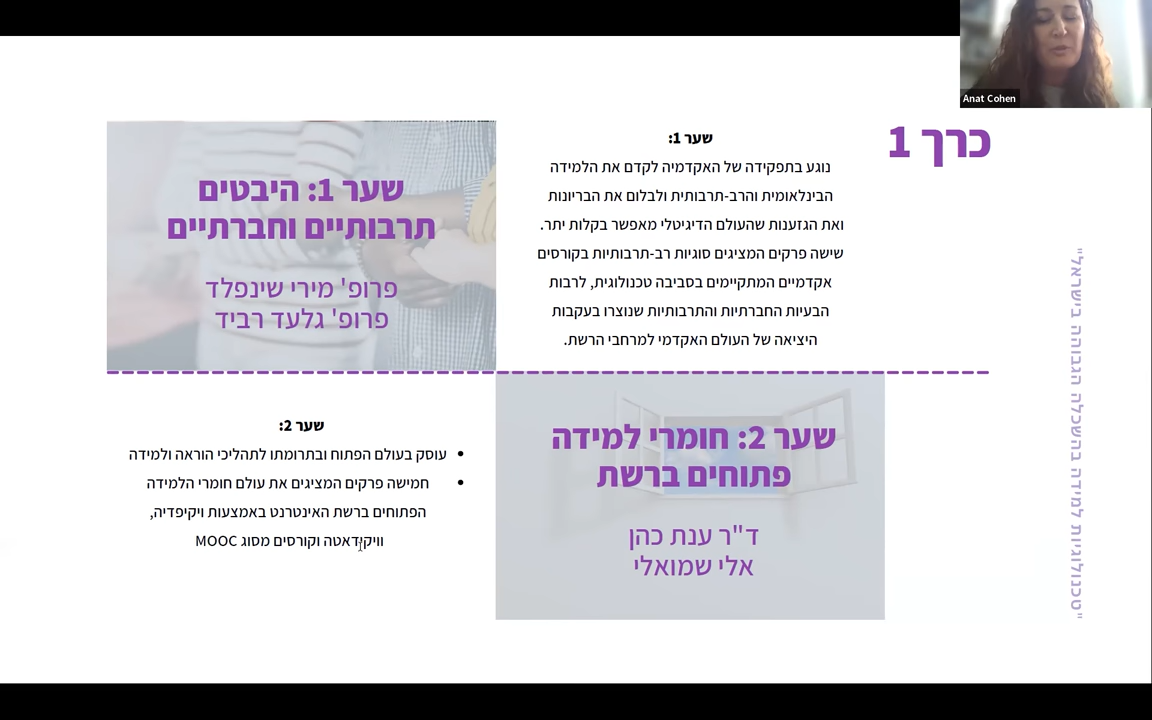 Anat Cohen
כרך 1
שער 1:
נוגע בתפקידה של האקדמיה לקדם את הלמידה
הבינלאומית והרב-תרבותית ולבלום את הבריונות
ואת הגזענות שהעולם הדיגיטלי מאפשר בקלות יתר.
שישה פרקים המציגים סוגיות רב-תרבותיות בקורסים
אקדמיים המתקיימים בסביבה טכנולוגית, לרבות
הבעיות החברתיות והתרבותיות שנוצרו בעקבות
היציאה של העולם האקדמי למרחבי הרשת.
שער 1: היבטים
תרבותיים וחברתיים
פרופ' מירי שינפלד
פרופ' גלעד רביד
שער 2: חומרי למידה
פתוחים ברשת
ד"ר ענת כהן
אלי שמואלי
שער 2:
• עוסק בעולם הפתוח ובתרומתו לתהליכי הוראה ולמידה
• חמישה פרקים המציגים את עולם חומרי הלמידה
הפתוחים ברשת האינטרנט באמצעות ויקיפדיה,
וויקידאטה וקורסים מסוג MOOC
"טכנולוגיות למידה בהשכלה הגבוהה בישראל"